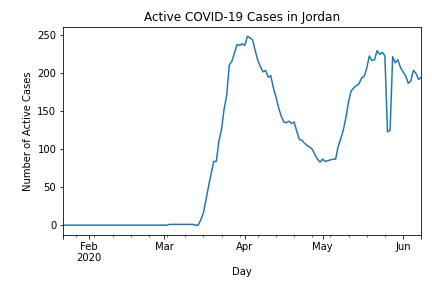 Active COVID-19 Cases in Jordan
250
200
150
100
50
0
Number of Active Cases
Feb
2020
Mar
Apr
May
Jun
Day